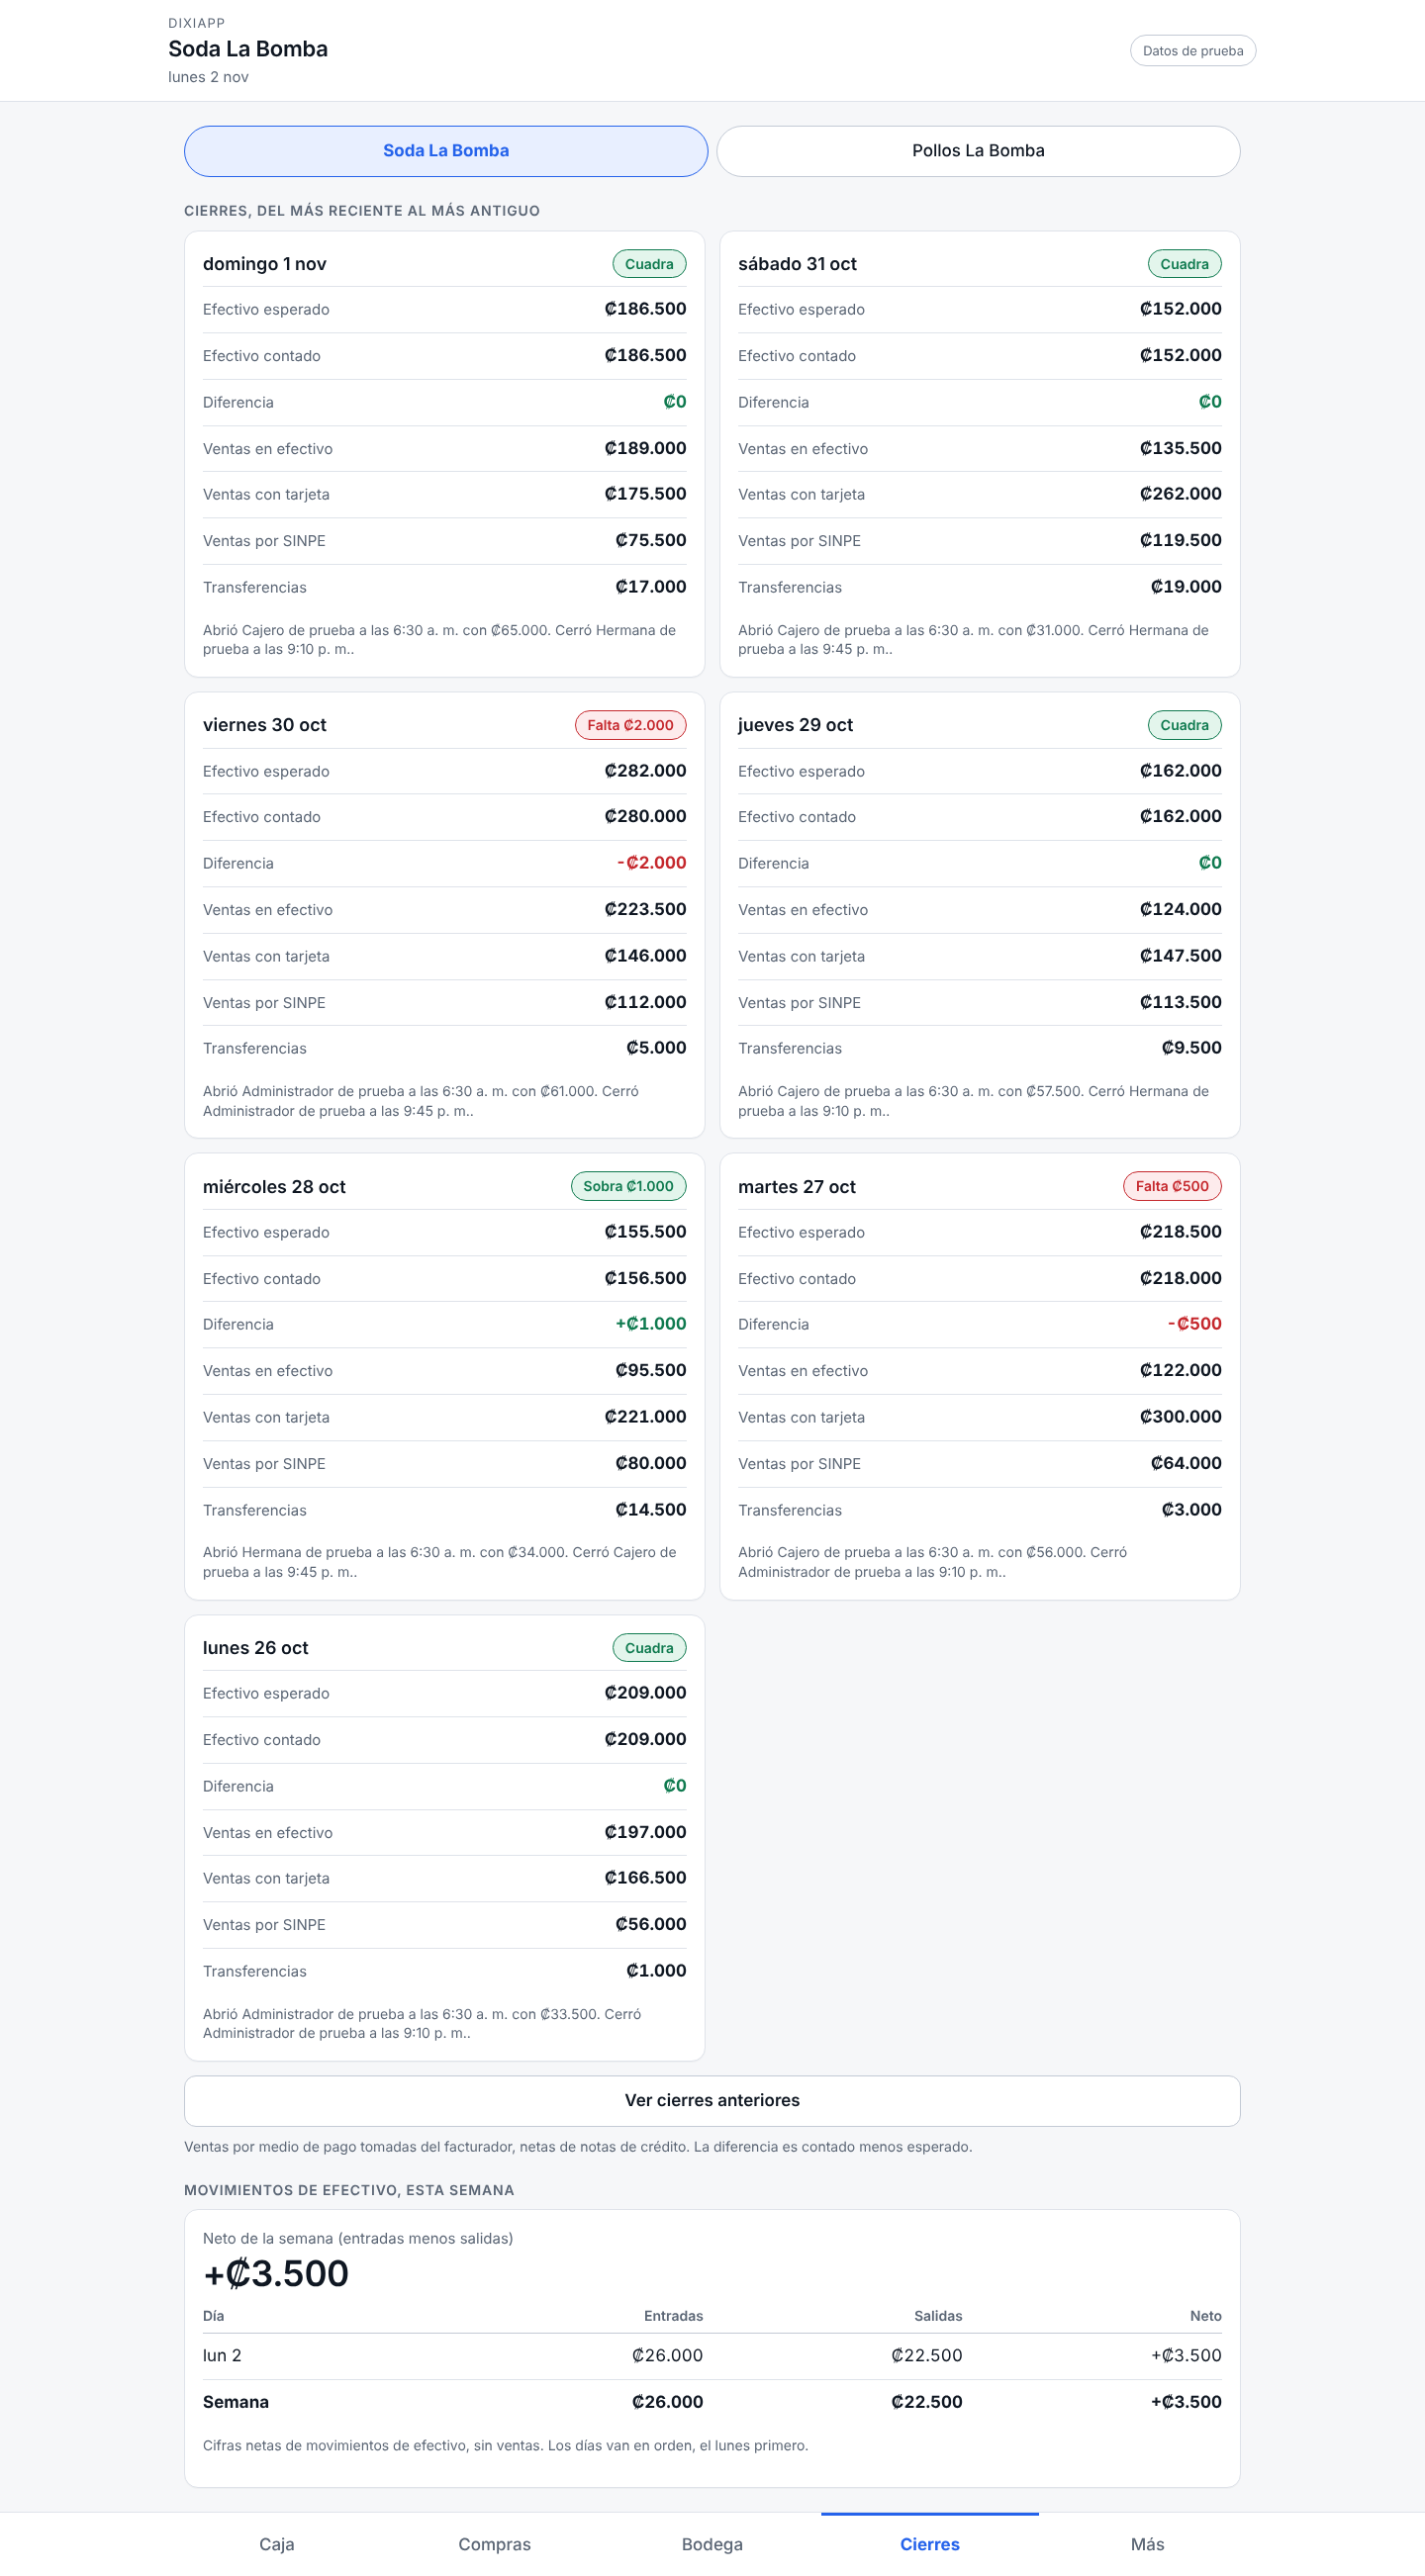 DIXIAPP
Soda La Bomba
lunes 2 nov
Datos de prueba
Soda La Bomba
Pollos La Bomba
CIERRES, DEL MÁS RECIENTE AL MÁS ANTIGUO
domingo 1 nov
Cuadra
Efectivo esperado ₡186.500
Efectivo contado ₡186.500
Diferencia ₡0
Ventas en efectivo ₡189.000
Ventas con tarjeta ₡175.500
Ventas por SINPE ₡75.500
Transferencias ₡17.000
Abrió Cajero de prueba a las 6:30 a. m. con ₡65.000. Cerró Hermana de
prueba a las 9:10 p. m..
sábado 31 oct
Cuadra
Efectivo esperado ₡152.000
Efectivo contado ₡152.000
Diferencia ₡0
Ventas en efectivo ₡135.500
Ventas con tarjeta ₡262.000
Ventas por SINPE ₡119.500
Transferencias ₡19.000
Abrió Cajero de prueba a las 6:30 a. m. con ₡31.000. Cerró Hermana de
prueba a las 9:45 p. m..
viernes 30 oct
Falta ₡2.000
Efectivo esperado ₡282.000
Efectivo contado ₡280.000
Diferencia -₡2.000
Ventas en efectivo ₡223.500
Ventas con tarjeta ₡146.000
Ventas por SINPE ₡112.000
Transferencias ₡5.000
Abrió Administrador de prueba a las 6:30 a. m. con ₡61.000. Cerró
Administrador de prueba a las 9:45 p. m..
jueves 29 oct
Cuadra
Efectivo esperado ₡162.000
Efectivo contado ₡162.000
Diferencia ₡0
Ventas en efectivo ₡124.000
Ventas con tarjeta ₡147.500
Ventas por SINPE ₡113.500
Transferencias ₡9.500
Abrió Cajero de prueba a las 6:30 a. m. con ₡57.500. Cerró Hermana de
prueba a las 9:10 p. m..
miércoles 28 oct
Sobra ₡1.000
Efectivo esperado ₡155.500
Efectivo contado ₡156.500
Diferencia +₡1.000
Ventas en efectivo ₡95.500
Ventas con tarjeta ₡221.000
Ventas por SINPE ₡80.000
Transferencias ₡14.500
Abrió Hermana de prueba a las 6:30 a. m. con ₡34.000. Cerró Cajero de
prueba a las 9:45 p. m..
martes 27 oct
Falta ₡500
Efectivo esperado ₡218.500
Efectivo contado ₡218.000
Diferencia -₡500
Ventas en efectivo ₡122.000
Ventas con tarjeta ₡300.000
Ventas por SINPE ₡64.000
Transferencias ₡3.000
Abrió Cajero de prueba a las 6:30 a. m. con ₡56.000. Cerró
Administrador de prueba a las 9:10 p. m..
lunes 26 oct
Cuadra
Efectivo esperado ₡209.000
Efectivo contado ₡209.000
Diferencia ₡0
Ventas en efectivo ₡197.000
Ventas con tarjeta ₡166.500
Ventas por SINPE ₡56.000
Transferencias ₡1.000
Abrió Administrador de prueba a las 6:30 a. m. con ₡33.500. Cerró
Administrador de prueba a las 9:10 p. m..
Ver cierres anteriores
Ventas por medio de pago tomadas del facturador, netas de notas de crédito. La diferencia es contado menos esperado.
MOVIMIENTOS DE EFECTIVO, ESTA SEMANA
Neto de la semana (entradas menos salidas)
+₡3.500
Día Entradas Salidas Neto
lun 2 ₡26.000 ₡22.500 +₡3.500
Semana ₡26.000 ₡22.500 +₡3.500
Cifras netas de movimientos de efectivo, sin ventas. Los días van en orden, el lunes primero.
Caja Compras Bodega Cierres Más